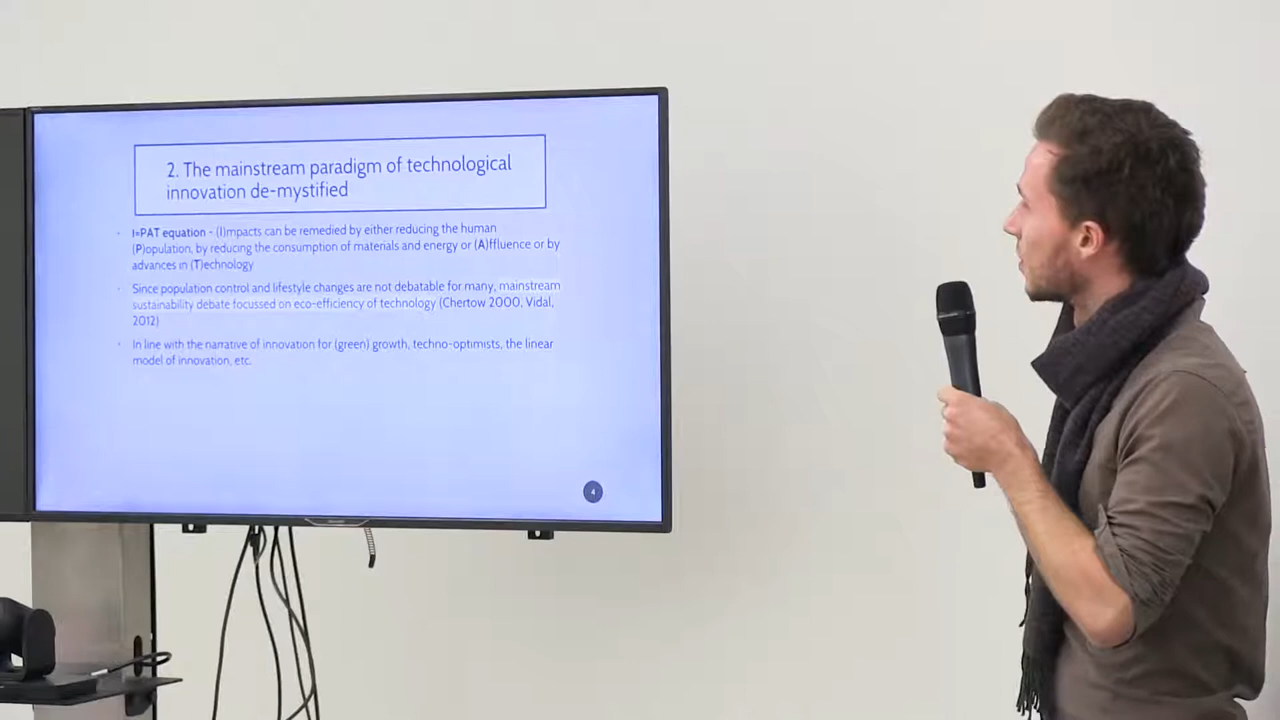 2. The mainstream paradigm of technological
innovation de-mystified
I=PAT equation - (I)mpacts can be remedied by either reducing the human
(P)opulation, by reducing the consumption of materials and energy or (A)ffluence or by
advances in (T)echnology
Since population control and lifestyle changes are not debatable for many, mainstream
sustainability debate focussed on eco-efficiency of technology (Chertow 2000, Vidal,
2012)
In line with the narrative of innovation for (green) growth, techno-optimists, the linear
model of innovation, etc.
4